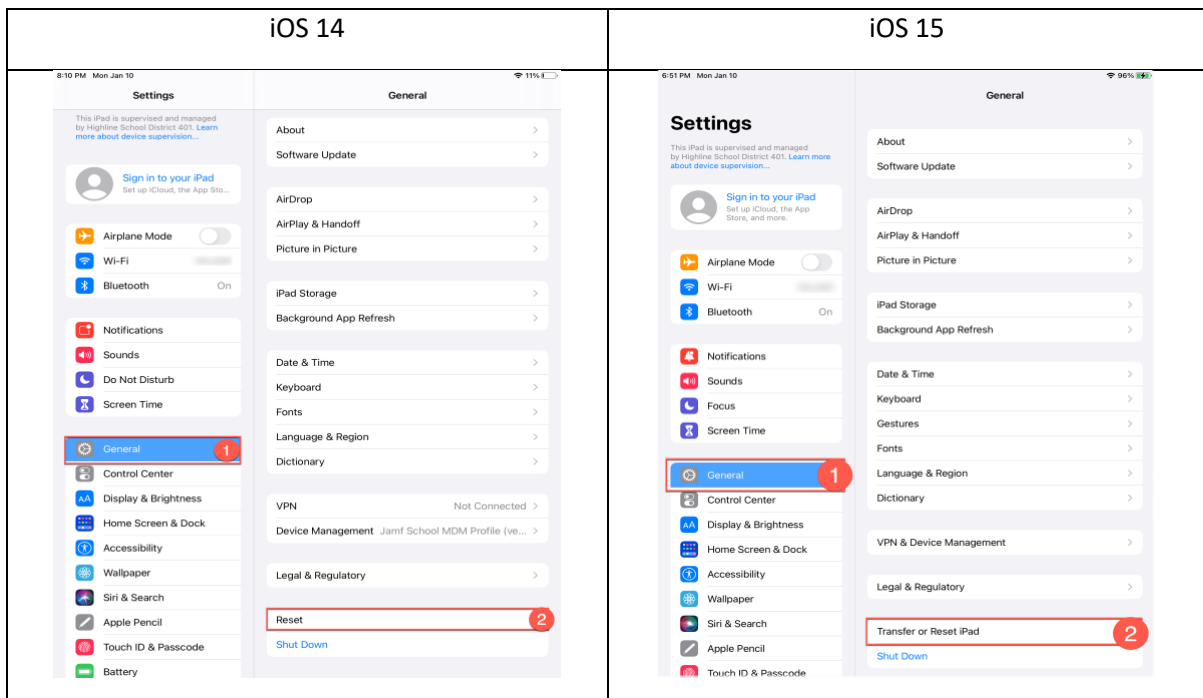 iOS 14
iOS 15
8:10 PM Mon Jan 10
11%
Settings
This iPad is supervised and managed
by Highline School District 401. Learn
more about device supervision...
Sign in to your iPad
Set up iCloud, the App Sto...
Airplane Mode
Wi-Fi
Bluetooth On
Notifications
Sounds
Do Not Disturb
Screen Time
General 1
Control Center
AA Display & Brightness
Home Screen & Dock
Accessibility
Wallpaper
Siri & Search
Apple Pencil
Touch ID & Passcode
Battery
General
About
Software Update
AirDrop
AirPlay & Handoff
Picture in Picture
iPad Storage
Background App Refresh
Date & Time
Keyboard
Fonts
Language & Region
Dictionary
VPN Not Connected
Device Management Jamf School MDM Profile (ve...
Legal & Regulatory
Reset 2
Shut Down
6:51 PM Mon Jan 10
96%
Settings
This iPad is supervised and managed
by Highline School District 401. Learn more
about device supervision...
Sign in to your iPad
Set up iCloud, the App
Store, and more.
Airplane Mode
Wi-Fi
Bluetooth On
Notifications
Sounds
Focus
Screen Time
General 1
Control Center
AA Display & Brightness
Home Screen & Dock
Accessibility
Wallpaper
Siri & Search
Apple Pencil
Touch ID & Passcode
General
About
Software Update
AirDrop
AirPlay & Handoff
Picture in Picture
iPad Storage
Background App Refresh
Date & Time
Keyboard
Gestures
Fonts
Language & Region
Dictionary
VPN & Device Management
Legal & Regulatory
Transfer or Reset iPad 2
Shut Down